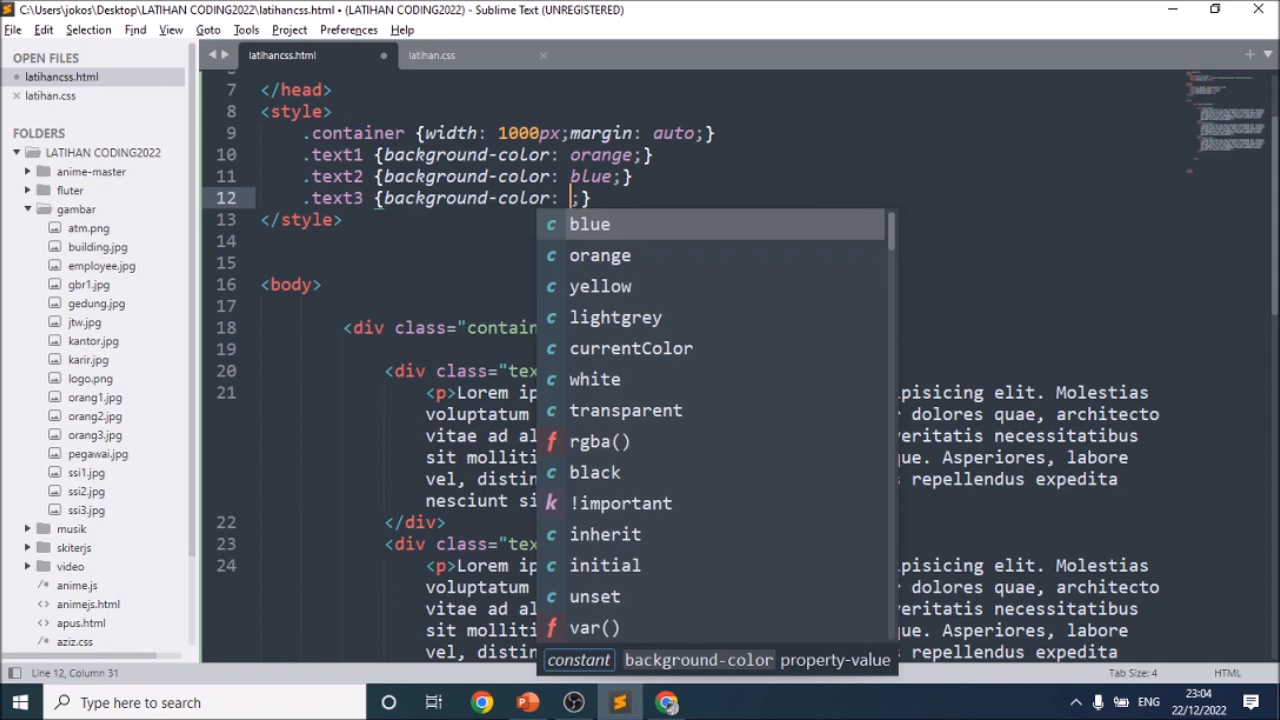 C:\Users\jokos\Desktop\LATIHAN CODING2022\latihancss.html • (LATIHAN CODING2022) - Sublime Text (UNREGISTERED)
File Edit Selection Find View Goto Tools Project Preferences Help
OPEN FILES
latihancss.html
latihan.css
FOLDERS
LATIHAN CODING2022
anime-master
fluter
gambar
atm.png
building.jpg
employee.jpg
gbr1.jpg
gedung.jpg
jtw.jpg
kantor.jpg
karir.jpg
logo.png
orang1.jpg
orang2.jpg
orang3.jpg
pegawai.jpg
ssi1.jpg
ssi2.jpg
ssi3.jpg
musik
skiterjs
video
/* anime.js
<> animejs.html
<> apus.html
/* aziz.css
latihancss.html latihan.css
7 </head>
8 <style>
9 .container {width: 1000px;margin: auto;}
10 .text1 {background-color: orange;}
11 .text2 {background-color: blue;}
12 .text3 {background-color: ;}
13 </style>
14
15
16 <body>
17
18 <div class="contain
19
20 <div class="tex
21 <p>Lorem ip pisicing elit. Molestias
voluptatum r dolores quae, architecto
vitae ad al veritatis necessitatibus
sit molliti que. Asperiores, labore
vel, distin s repellendus expedita
nesciunt si
22 </div>
23 <div class="tex
24 <p>Lorem ip pisicing elit. Molestias
voluptatum r dolores quae, architecto
vitae ad al veritatis necessitatibus
sit molliti que. Asperiores, labore
vel, distin s repellendus expedita
c blue
c orange
c yellow
c lightgrey
c currentColor
c white
c transparent
f rgba()
c black
k !important
c inherit
c initial
c unset
f var()
constant background-color property-value
Line 12, Column 31
Tab Size: 4
HTML
Type here to search
ENG
23:04
22/12/2022